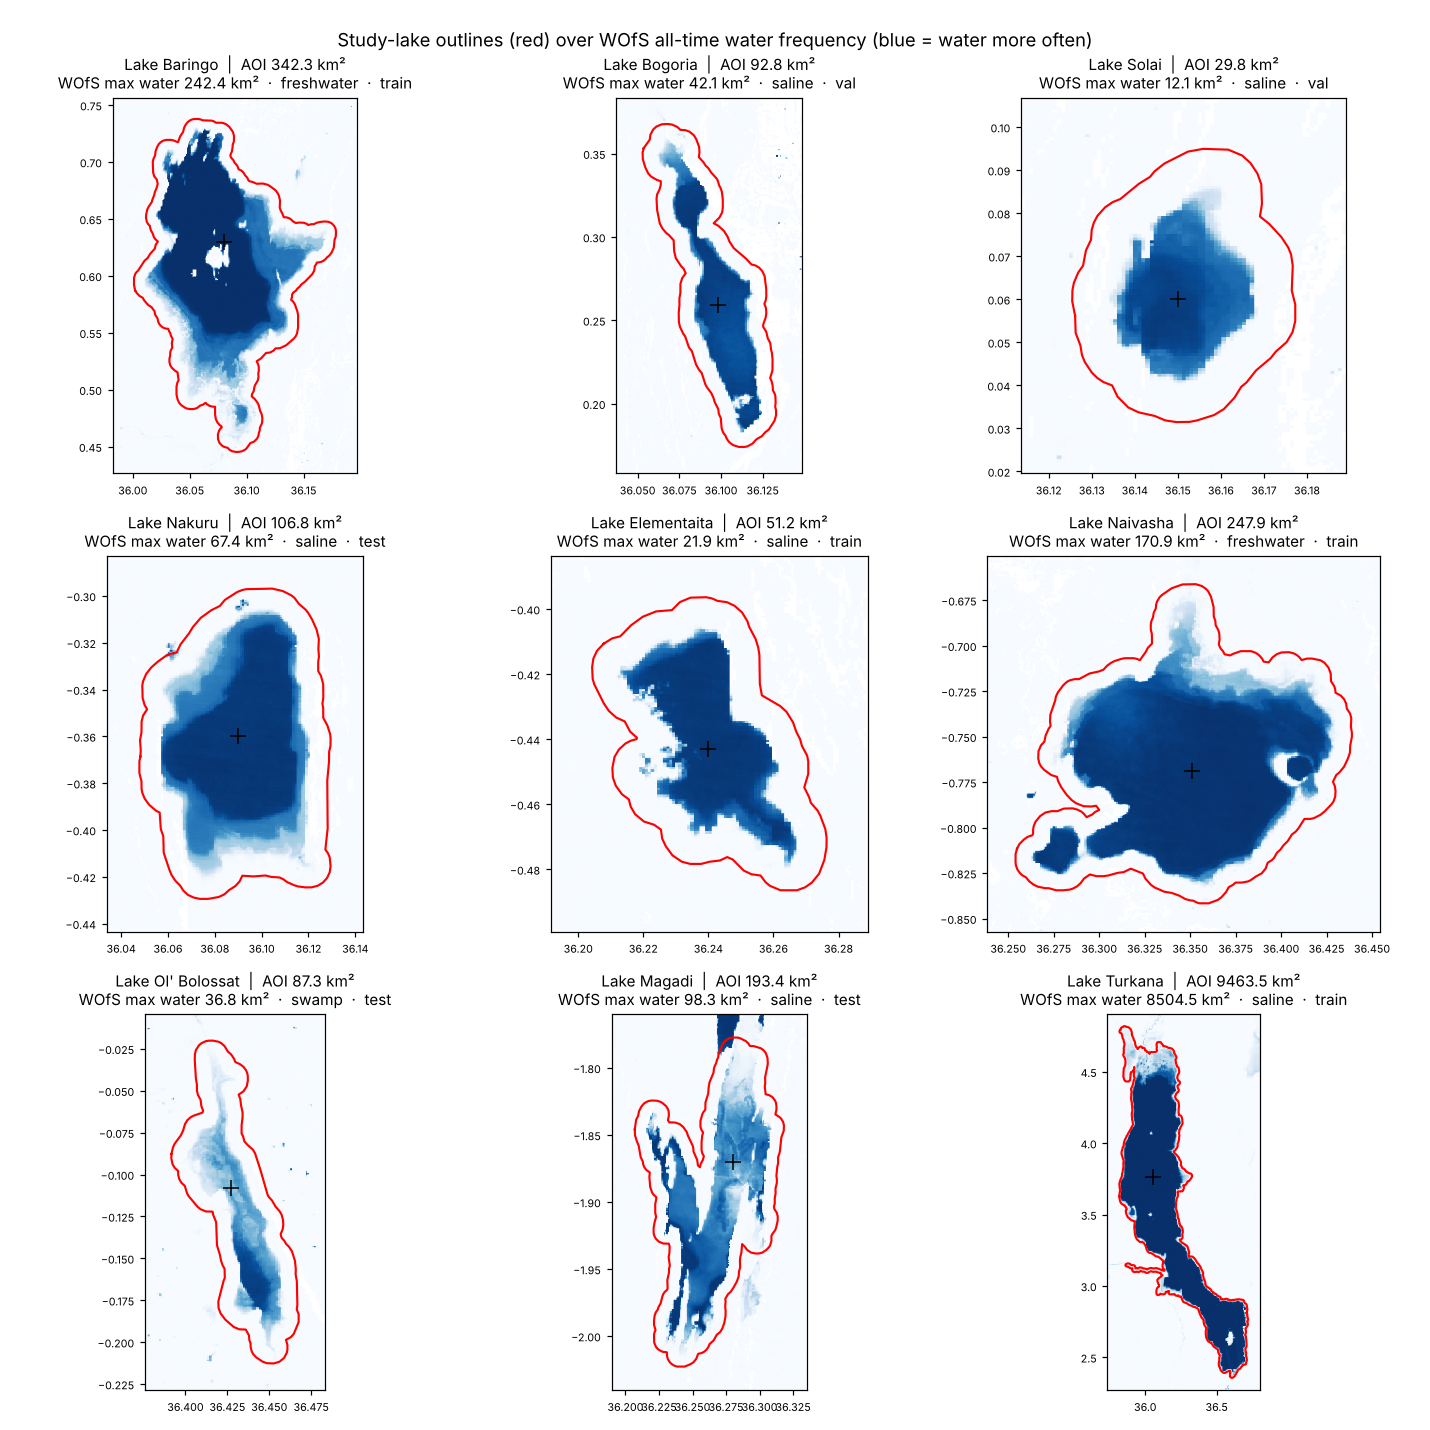 Study-lake outlines (red) over WOfS all-time water frequency (blue = water more often)
Lake Baringo | AOI 342.3 km²
WOfS max water 242.4 km² · freshwater · train
0.75
0.70
0.65
0.60
0.55
0.50
0.45
36.00 36.05 36.10 36.15
Lake Bogoria | AOI 92.8 km²
WOfS max water 42.1 km² · saline · val
0.35
0.30
0.25
0.20
36.050 36.075 36.100 36.125
Lake Solai | AOI 29.8 km²
WOfS max water 12.1 km² · saline · val
0.10
0.09
0.08
0.07
0.06
0.05
0.04
0.03
0.02
36.12 36.13 36.14 36.15 36.16 36.17 36.18
Lake Nakuru | AOI 106.8 km²
WOfS max water 67.4 km² · saline · test
−0.30
−0.32
−0.34
−0.36
−0.38
−0.40
−0.42
−0.44
36.04 36.06 36.08 36.10 36.12 36.14
Lake Elementaita | AOI 51.2 km²
WOfS max water 21.9 km² · saline · train
−0.40
−0.42
−0.44
−0.46
−0.48
36.20 36.22 36.24 36.26 36.28
Lake Naivasha | AOI 247.9 km²
WOfS max water 170.9 km² · freshwater · train
−0.675
−0.700
−0.725
−0.750
−0.775
−0.800
−0.825
−0.850
36.250 36.275 36.300 36.325 36.350 36.375 36.400 36.425 36.450
Lake Ol' Bolossat | AOI 87.3 km²
WOfS max water 36.8 km² · swamp · test
−0.025
−0.050
−0.075
−0.100
−0.125
−0.150
−0.175
−0.200
−0.225
36.400 36.425 36.450 36.475
Lake Magadi | AOI 193.4 km²
WOfS max water 98.3 km² · saline · test
−1.80
−1.85
−1.90
−1.95
−2.00
36.200 36.225 36.250 36.275 36.300 36.325
Lake Turkana | AOI 9463.5 km²
WOfS max water 8504.5 km² · saline · train
4.5
4.0
3.5
3.0
2.5
36.0 36.5